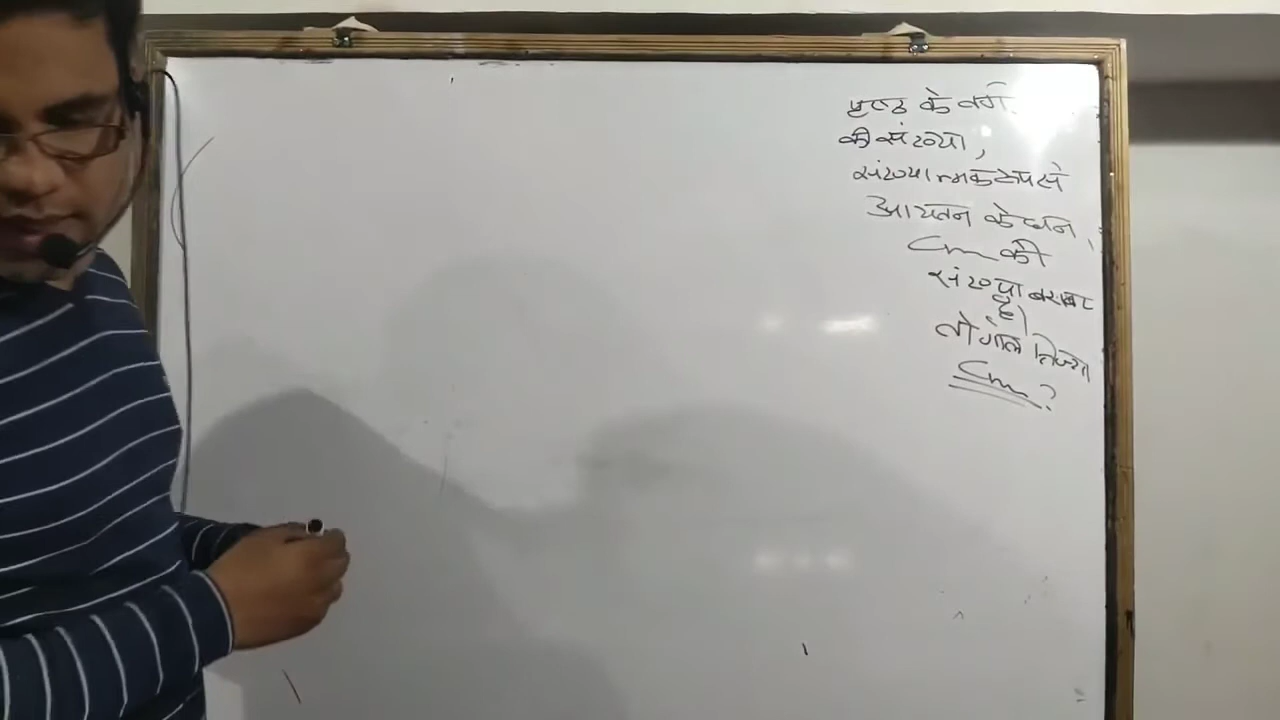 पृष्ठ के वर्ग
की संख्या,
संख्यात्मक रूप से
आयतन के घन,
Cm की
संख्या बराबर
है।
तो गोल त्रिज्या
Cm ?